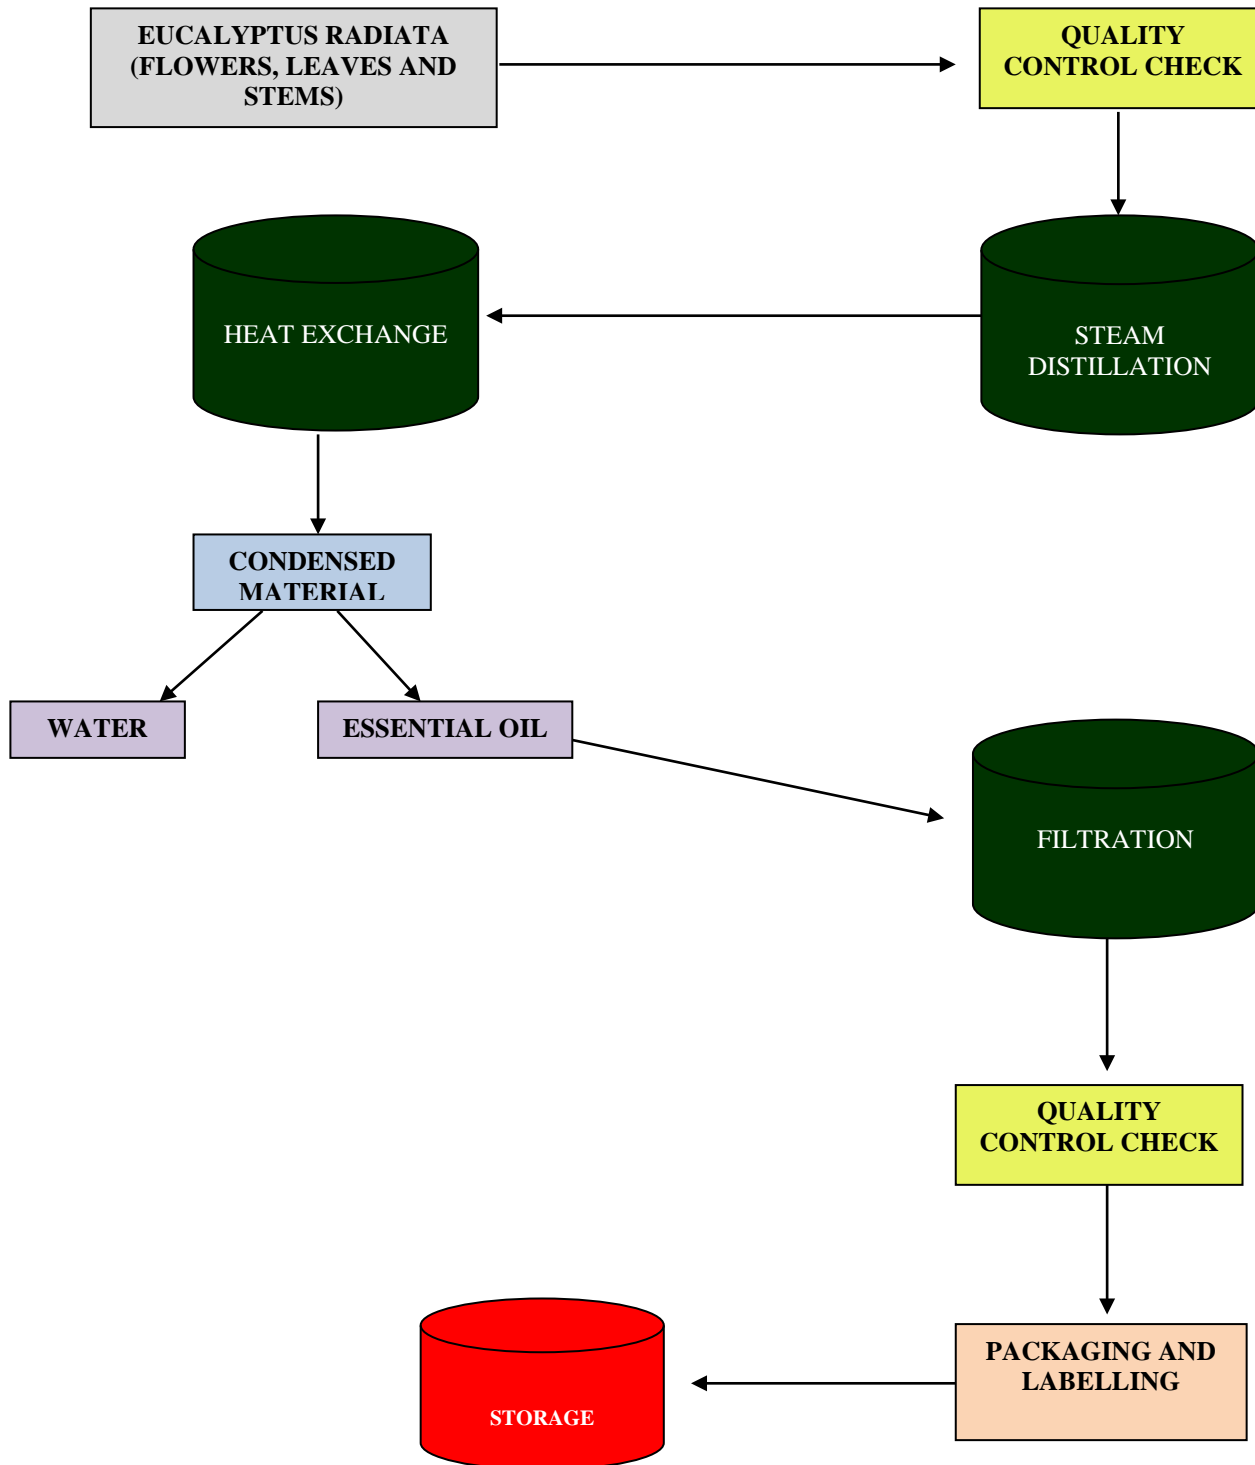 EUCALYPTUS RADIATA
(FLOWERS, LEAVES AND
STEMS)
QUALITY
CONTROL CHECK
HEAT EXCHANGE
STEAM
DISTILLATION
CONDENSED
MATERIAL
WATER
ESSENTIAL OIL
FILTRATION
QUALITY
CONTROL CHECK
PACKAGING AND
LABELLING
STORAGE